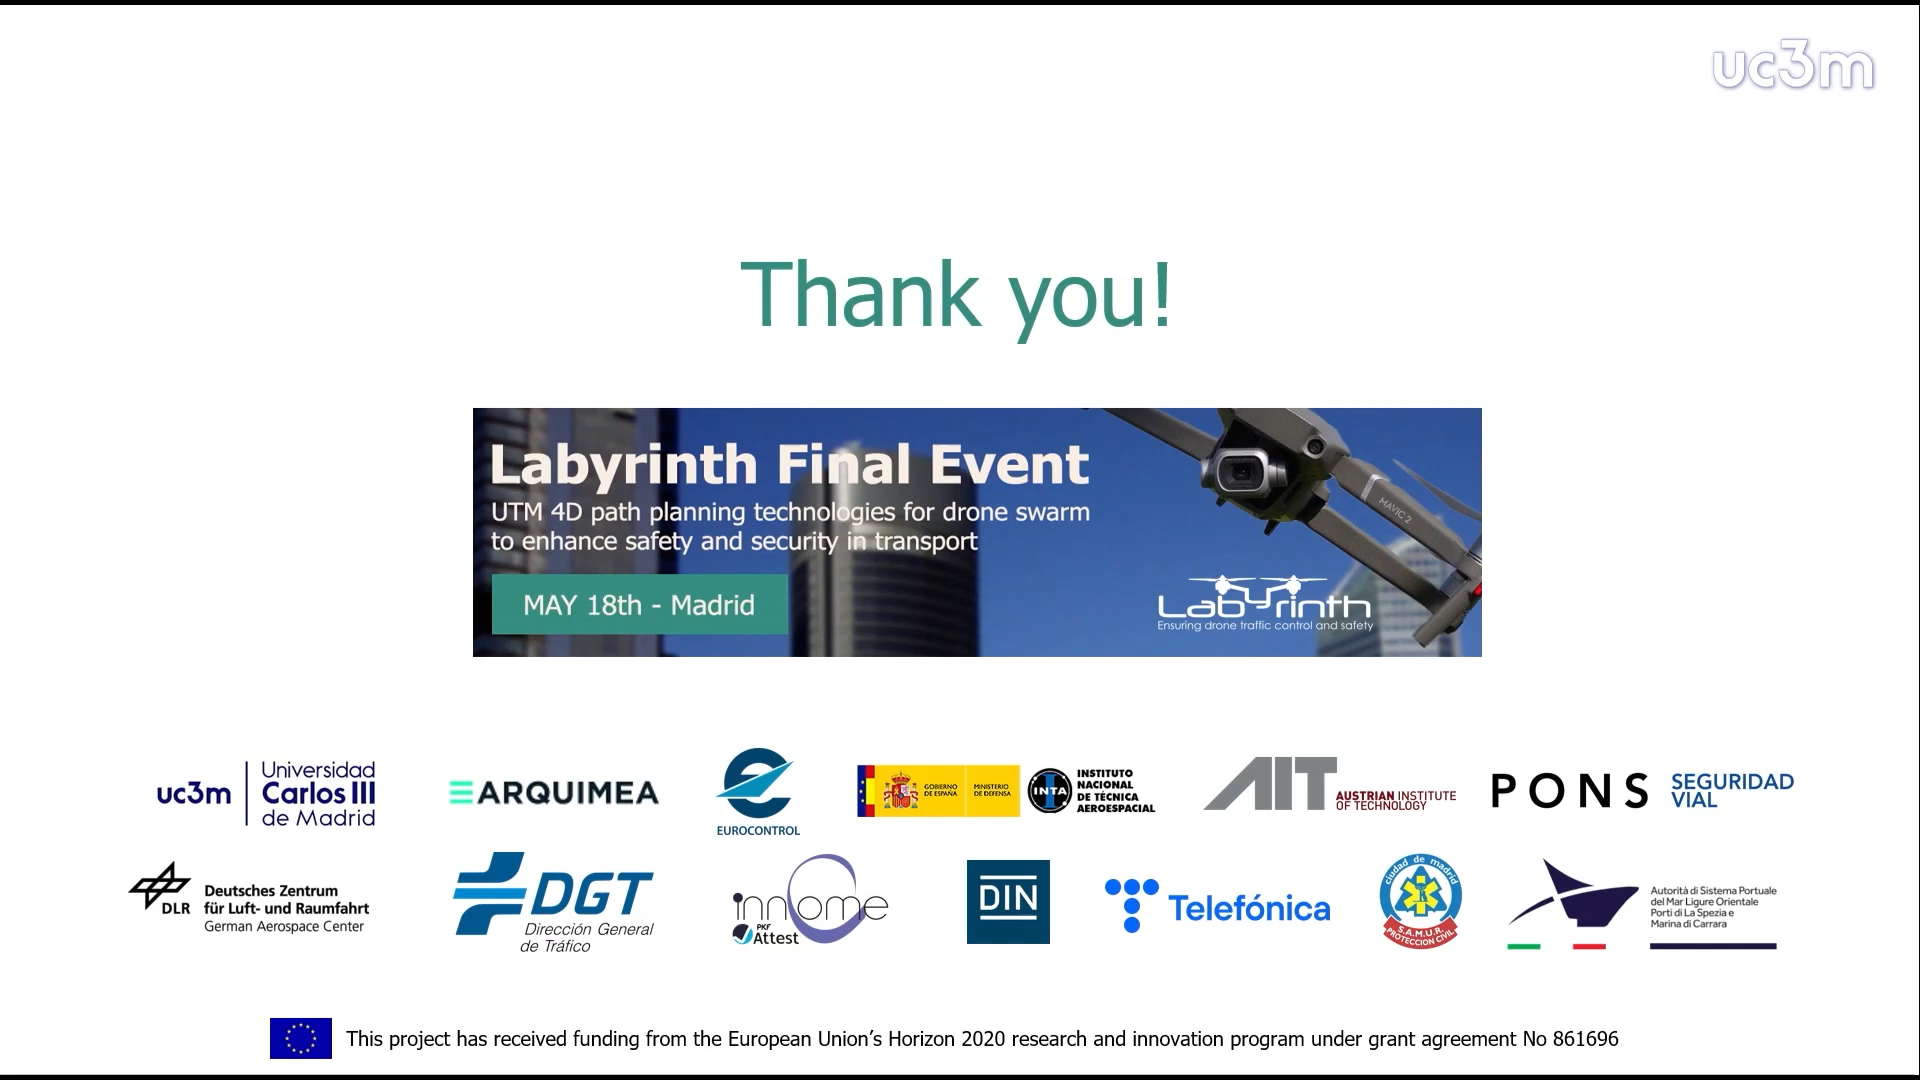 uc3m
Thank you!
Labyrinth Final Event
UTM 4D path planning technologies for drone swarm
to enhance safety and security in transport
MAY 18th - Madrid
MAVIC 2
Labyrinth
Ensuring drone traffic control and safety
uc3m
Universidad
Carlos III
de Madrid
ARQUIMEA
EUROCONTROL
GOBIERNO
DE ESPAÑA
MINISTERIO
DE DEFENSA
INTA
INSTITUTO
NACIONAL
DE TÉCNICA
AEROESPACIAL
AIT
AUSTRIAN INSTITUTE
OF TECHNOLOGY
PONS
SEGURIDAD
VIAL
DLR
Deutsches Zentrum
für Luft- und Raumfahrt
German Aerospace Center
DGT
Dirección General
de Tráfico
innOme
PKF
Attest
DIN
Telefónica
ciudad de madrid
S.A.M.U.R.
PROTECCION CIVIL
Autorità di Sistema Portuale
del Mar Ligure Orientale
Porti di La Spezia e
Marina di Carrara
This project has received funding from the European Union’s Horizon 2020 research and innovation program under grant agreement No 861696